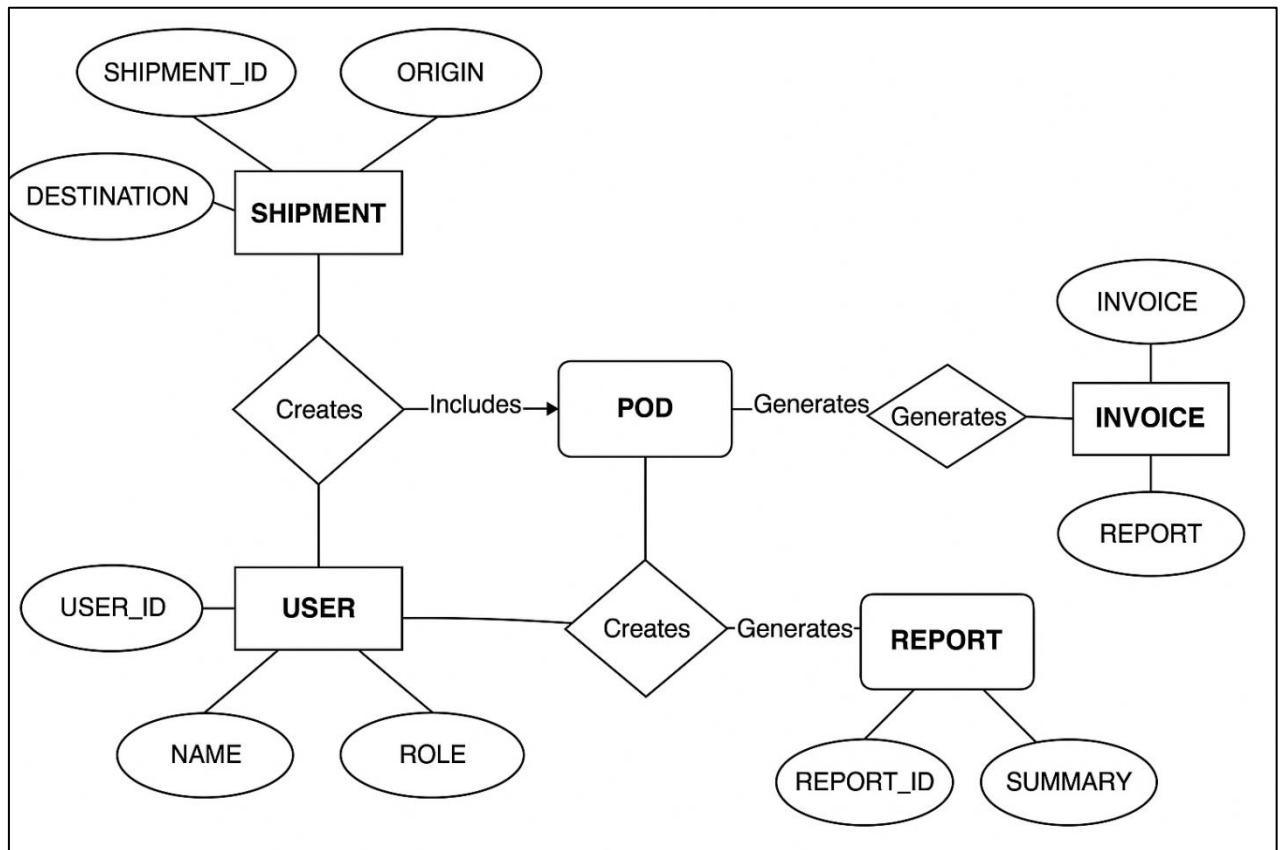 SHIPMENT_ID
ORIGIN
DESTINATION
SHIPMENT
INVOICE
Creates
Includes
POD
Generates
Generates
INVOICE
REPORT
USER_ID
USER
Creates
Generates
REPORT
NAME
ROLE
REPORT_ID
SUMMARY